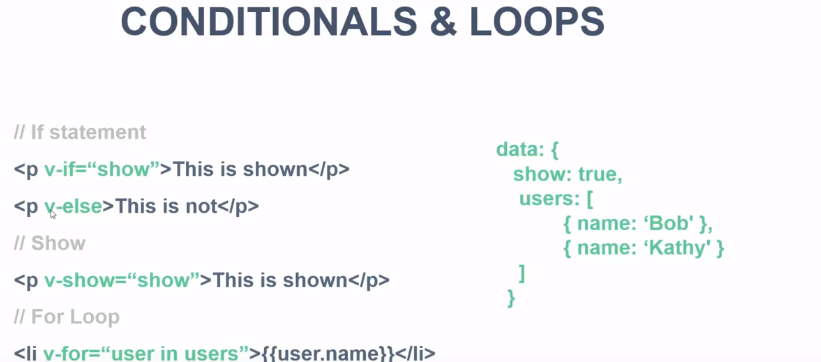 CONDITIONALS & LOOPS
// If statement
<p v-if=“show”>This is shown</p>
<p v-else>This is not</p>
// Show
<p v-show=“show”>This is shown</p>
// For Loop
<li v-for=“user in users”>{{user.name}}</li>
data: {
show: true,
users: [
{ name: ‘Bob' },
{ name: ‘Kathy' }
]
}